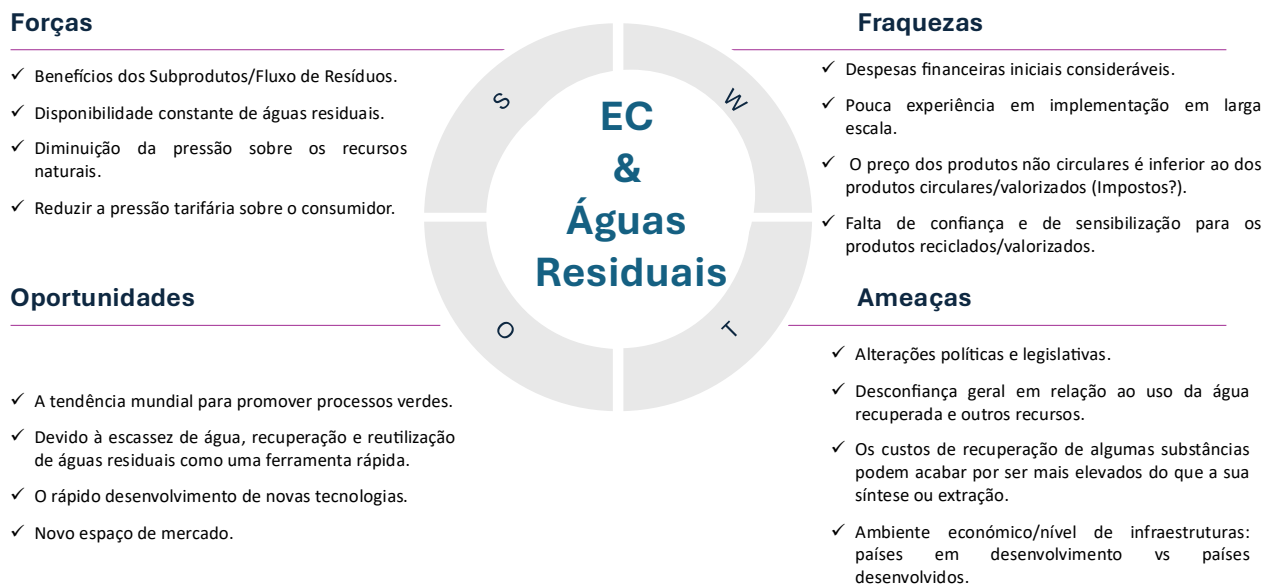 Forças
✓ Benefícios dos Subprodutos/Fluxo de Resíduos.
✓ Disponibilidade constante de águas residuais.
✓ Diminuição da pressão sobre os recursos
naturais.
✓ Reduzir a pressão tarifária sobre o consumidor.
Fraquezas
✓ Despesas financeiras iniciais consideráveis.
✓ Pouca experiência em implementação em larga
escala.
✓ O preço dos produtos não circulares é inferior ao dos
produtos circulares/valorizados (Impostos?).
✓ Falta de confiança e de sensibilização para os
produtos reciclados/valorizados.
S
W
EC
&
Águas
Residuais
O
T
Oportunidades
✓ A tendência mundial para promover processos verdes.
✓ Devido à escassez de água, recuperação e reutilização
de águas residuais como uma ferramenta rápida.
✓ O rápido desenvolvimento de novas tecnologias.
✓ Novo espaço de mercado.
Ameaças
✓ Alterações políticas e legislativas.
✓ Desconfiança geral em relação ao uso da água
recuperada e outros recursos.
✓ Os custos de recuperação de algumas substâncias
podem acabar por ser mais elevados do que a sua
síntese ou extração.
✓ Ambiente económico/nível de infraestruturas:
países em desenvolvimento vs países
desenvolvidos.